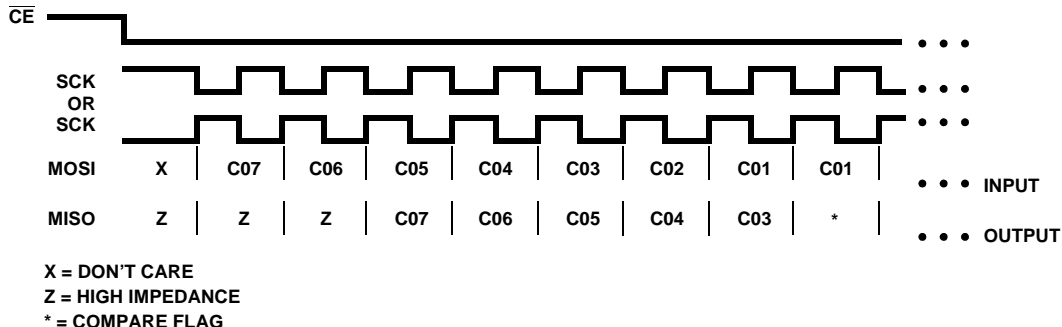 CE
SCK
OR
SCK
MOSI X C07 C06 C05 C04 C03 C02 C01 C01
• • • INPUT
MISO Z Z Z C07 C06 C05 C04 C03 *
• • • OUTPUT
X = DON'T CARE
Z = HIGH IMPEDANCE
* = COMPARE FLAG